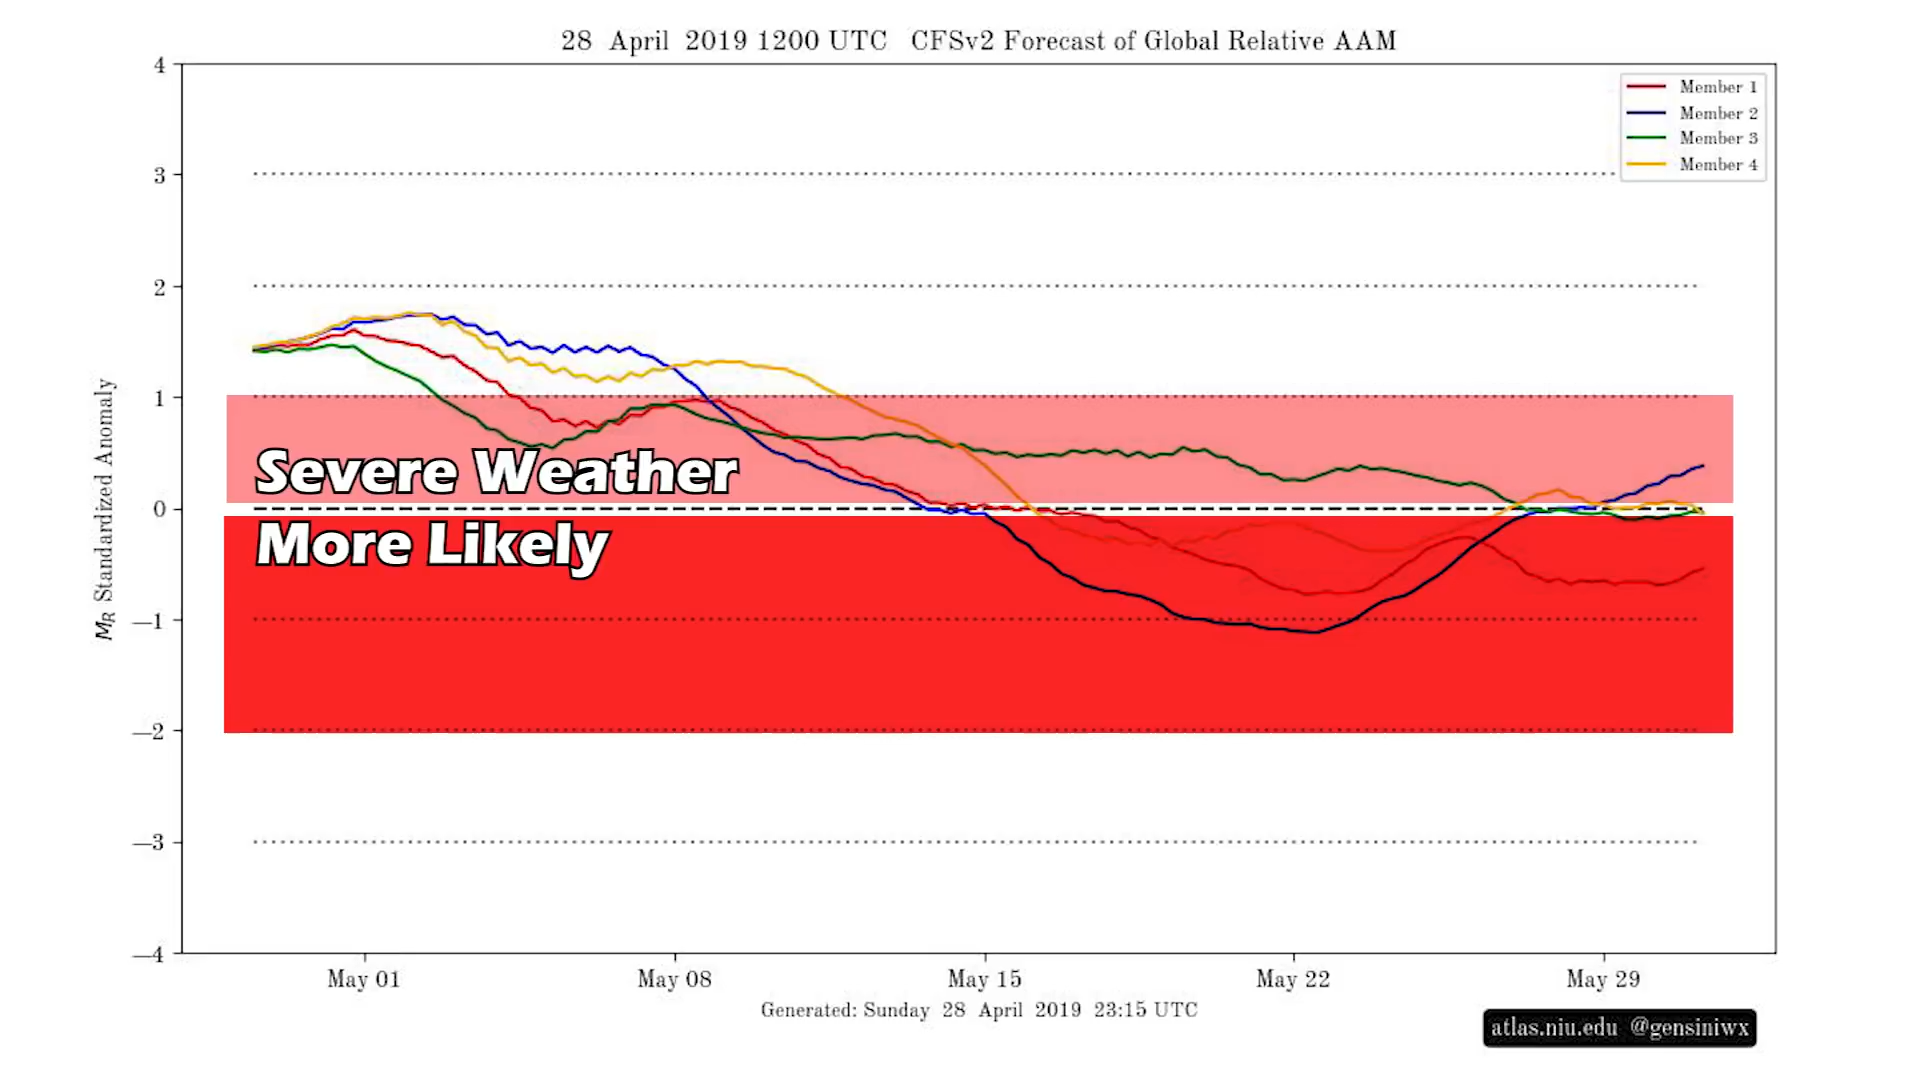 28 April 2019 1200 UTC CFSv2 Forecast of Global Relative AAM
4
3
2
1
0
—1
—2
—3
—4
M_R Standardized Anomaly
Member 1
Member 2
Member 3
Member 4
Severe Weather
More Likely
May 01 May 08 May 15 May 22 May 29
Generated: Sunday 28 April 2019 23:15 UTC
atlas.niu.edu @gensiniwx